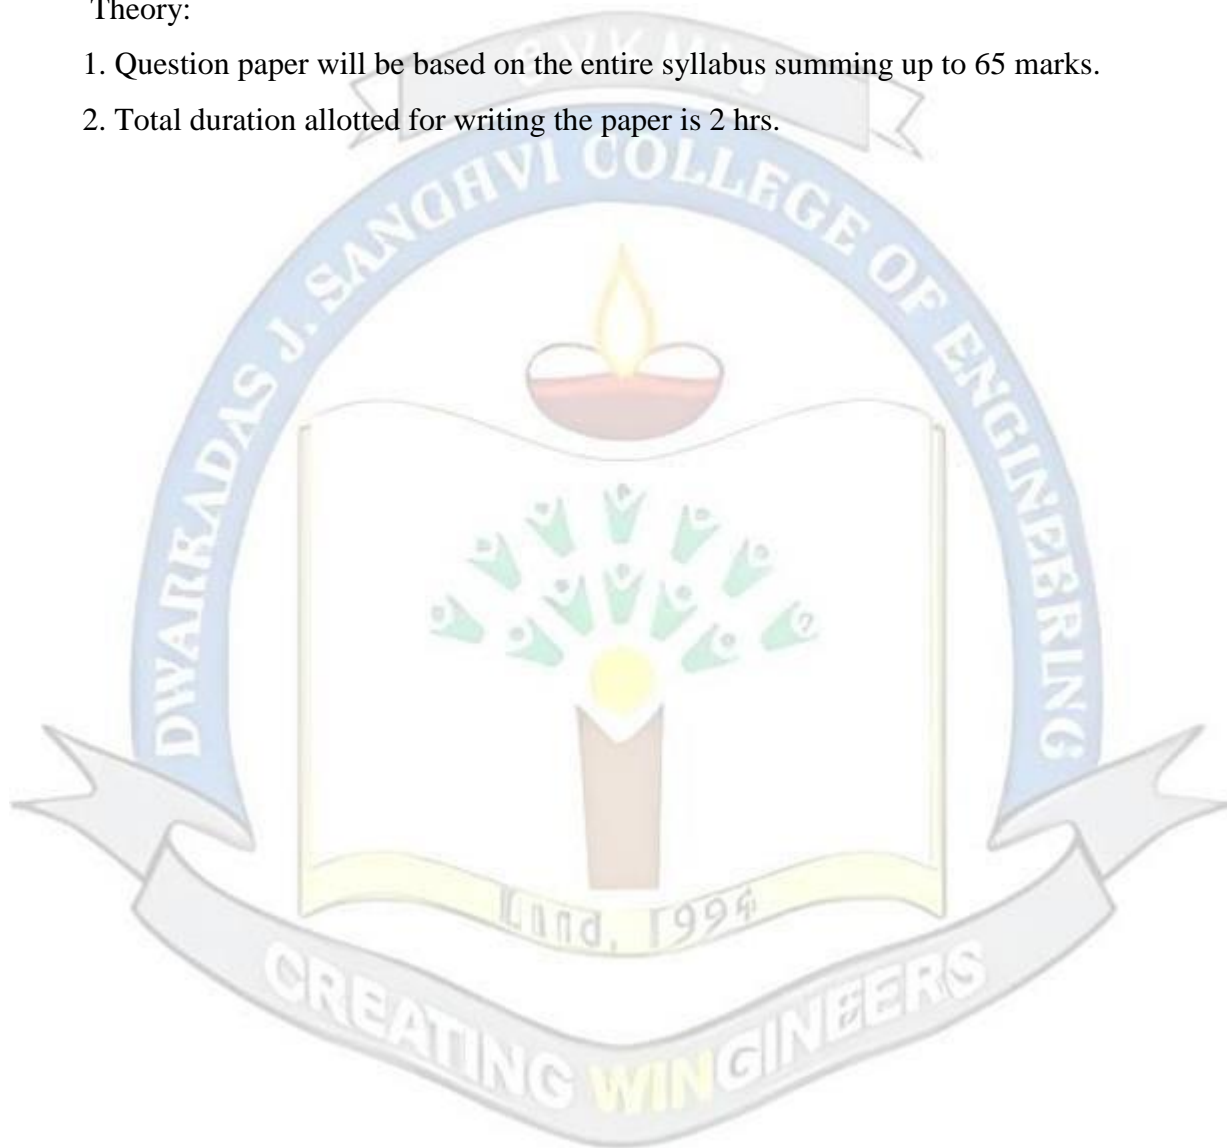 Theory:
1. Question paper will be based on the entire syllabus summing up to 65 marks.
2. Total duration allotted for writing the paper is 2 hrs.
SVKM'S
DWARKADAS J. SANGHVI COLLEGE OF ENGINEERING
1994
CREATING WINGINEERS